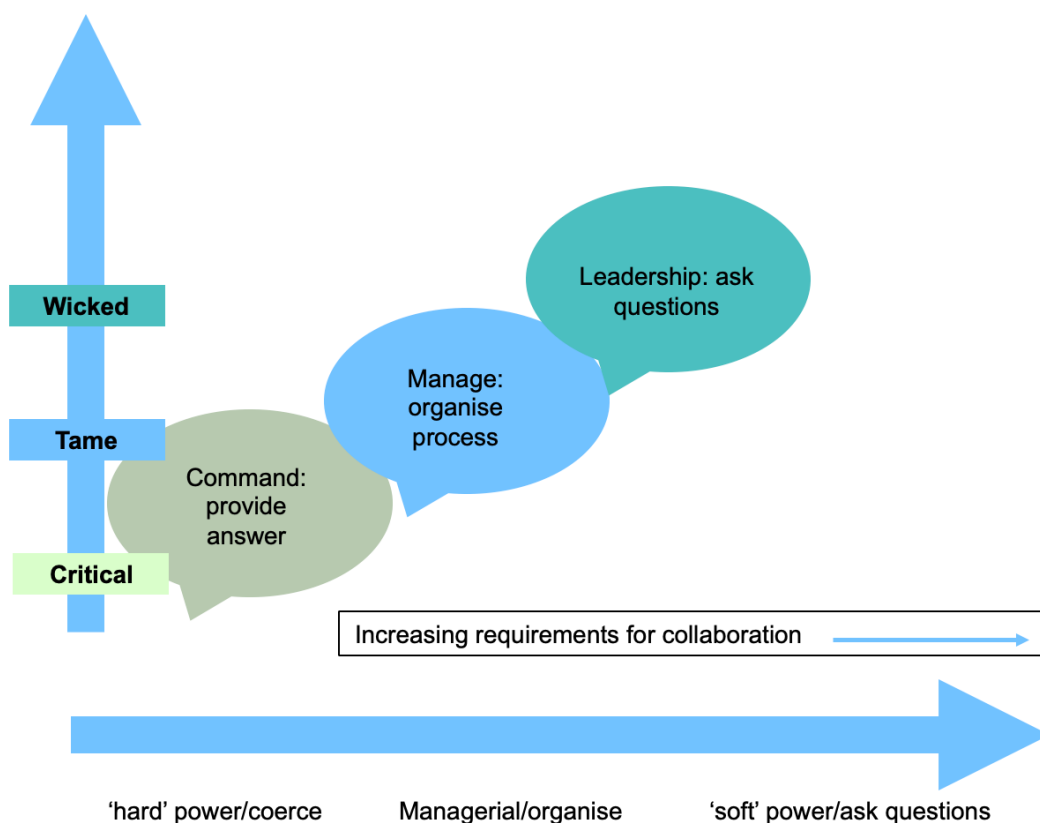 Leadership: ask
questions
Wicked
Manage:
organise
process
Tame
Command:
provide
answer
Critical
Increasing requirements for collaboration
‘hard’ power/coerce
Managerial/organise
‘soft’ power/ask questions